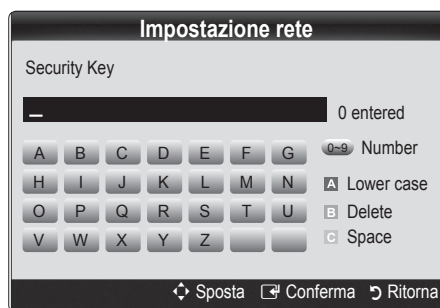 Impostazione rete
Security Key
_ 0 entered
A B C D E F G 0~9 Number
H I J K L M N A Lower case
O P Q R S T U B Delete
V W X Y Z C Space
Sposta Conferma Ritorna